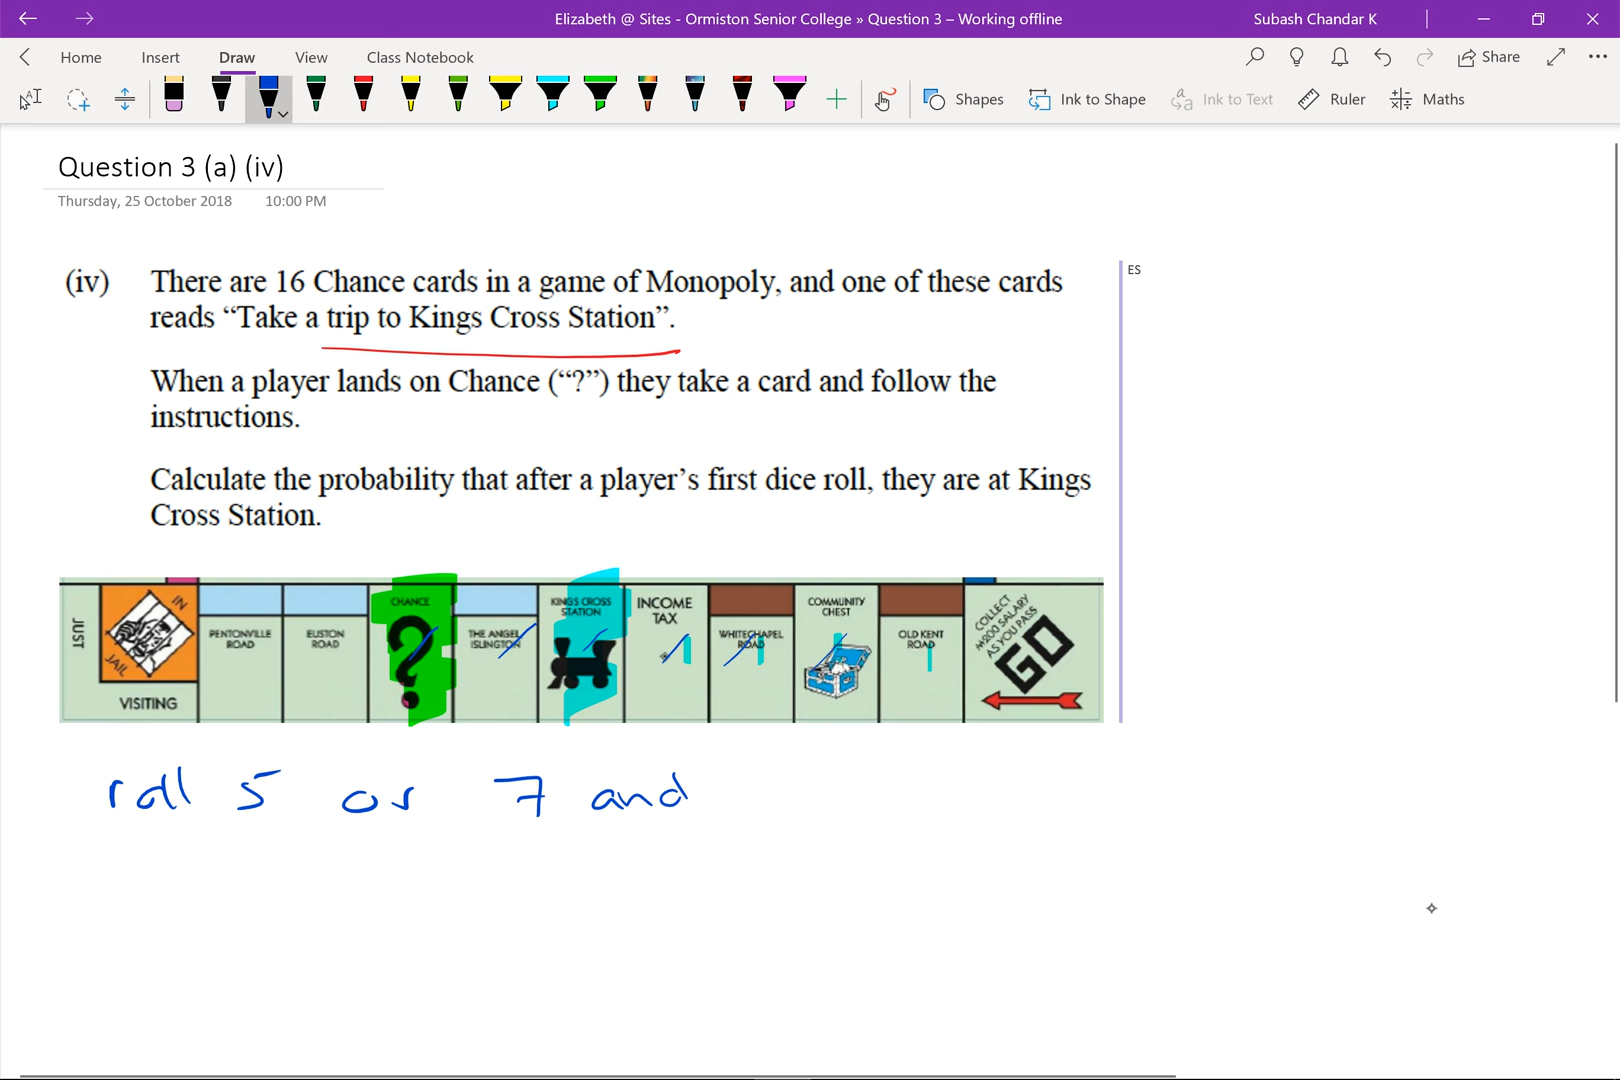 Elizabeth @ Sites - Ormiston Senior College » Question 3 – Working offline
Subash Chandar K
Home Insert Draw View Class Notebook
Share
Shapes Ink to Shape Ink to Text Ruler Maths
Question 3 (a) (iv)
Thursday, 25 October 2018 10:00 PM
(iv) There are 16 Chance cards in a game of Monopoly, and one of these cards
reads “Take a trip to Kings Cross Station”.
ES
When a player lands on Chance (“?”) they take a card and follow the
instructions.
Calculate the probability that after a player’s first dice roll, they are at Kings
Cross Station.
JUST
IN
JAIL
VISITING
PENTONVILLE
ROAD
EUSTON
ROAD
CHANCE
?
THE ANGEL
ISLINGTON
KINGS CROSS
STATION
INCOME
TAX
WHITECHAPEL
ROAD
COMMUNITY
CHEST
OLD KENT
ROAD
COLLECT
M200 SALARY
AS YOU PASS
GO
roll 5 or 7 and